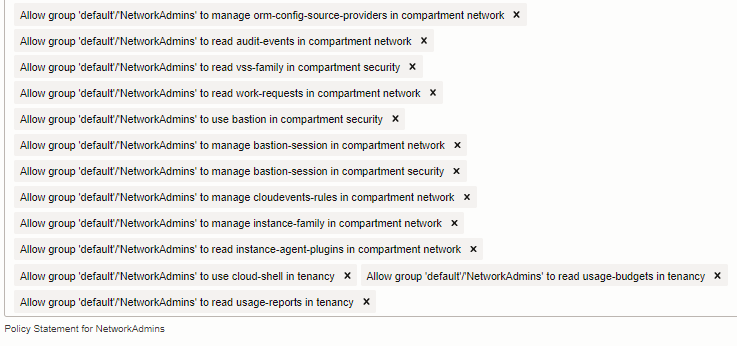 Allow group 'default'/'NetworkAdmins' to manage orm-config-source-providers in compartment network ×
Allow group 'default'/'NetworkAdmins' to read audit-events in compartment network ×
Allow group 'default'/'NetworkAdmins' to read vss-family in compartment security ×
Allow group 'default'/'NetworkAdmins' to read work-requests in compartment network ×
Allow group 'default'/'NetworkAdmins' to use bastion in compartment security ×
Allow group 'default'/'NetworkAdmins' to manage bastion-session in compartment network ×
Allow group 'default'/'NetworkAdmins' to manage bastion-session in compartment security ×
Allow group 'default'/'NetworkAdmins' to manage cloudevents-rules in compartment network ×
Allow group 'default'/'NetworkAdmins' to manage instance-family in compartment network ×
Allow group 'default'/'NetworkAdmins' to read instance-agent-plugins in compartment network ×
Allow group 'default'/'NetworkAdmins' to use cloud-shell in tenancy × Allow group 'default'/'NetworkAdmins' to read usage-budgets in tenancy ×
Allow group 'default'/'NetworkAdmins' to read usage-reports in tenancy ×
Policy Statement for NetworkAdmins